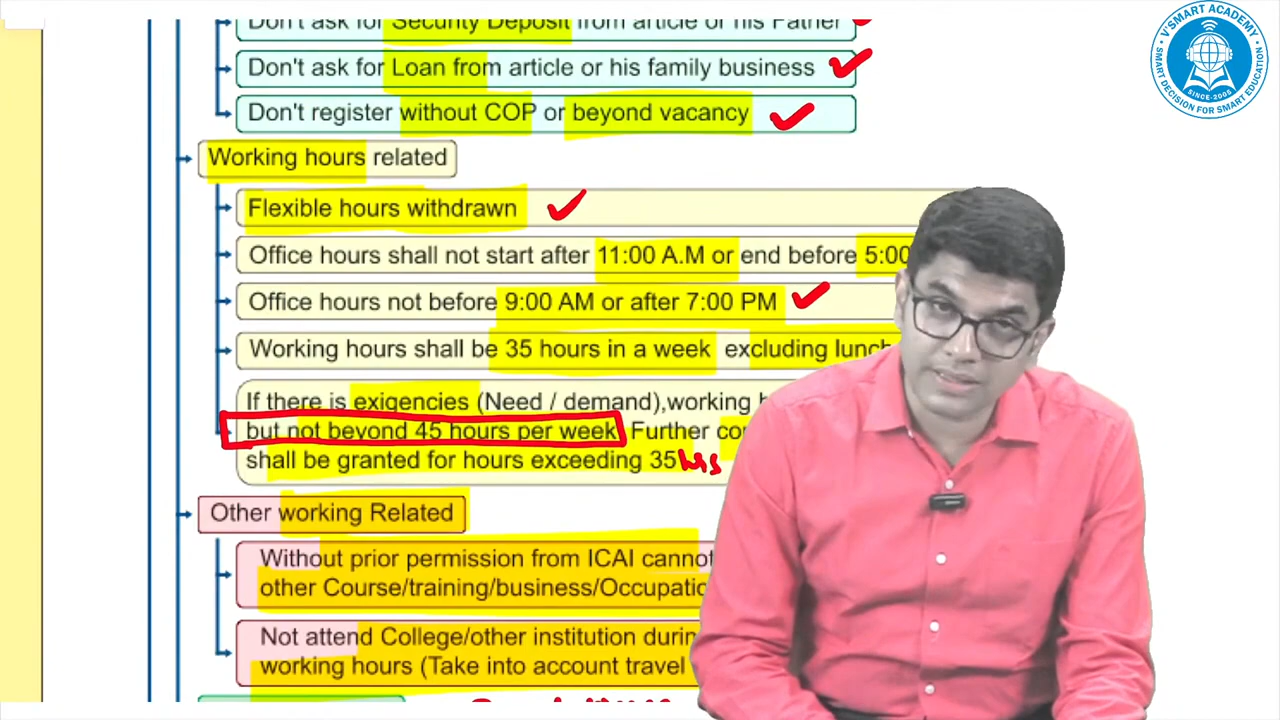 Don't ask for Security Deposit from article or his Father
Don't ask for Loan from article or his family business
Don't register without COP or beyond vacancy
Working hours related
Flexible hours withdrawn
Office hours shall not start after 11:00 A.M or end before 5:00
Office hours not before 9:00 AM or after 7:00 PM
Working hours shall be 35 hours in a week excluding lunch
If there is exigencies (Need / demand),working
but not beyond 45 hours per week Further
shall be granted for hours exceeding 35 hrs
Other working Related
Without prior permission from ICAI cannot
other Course/training/business/
Not attend College/other institution
working hours (Take into account travel
V'SMART ACADEMY
SINCE-2005
SMART DECISION FOR SMART EDUCATION